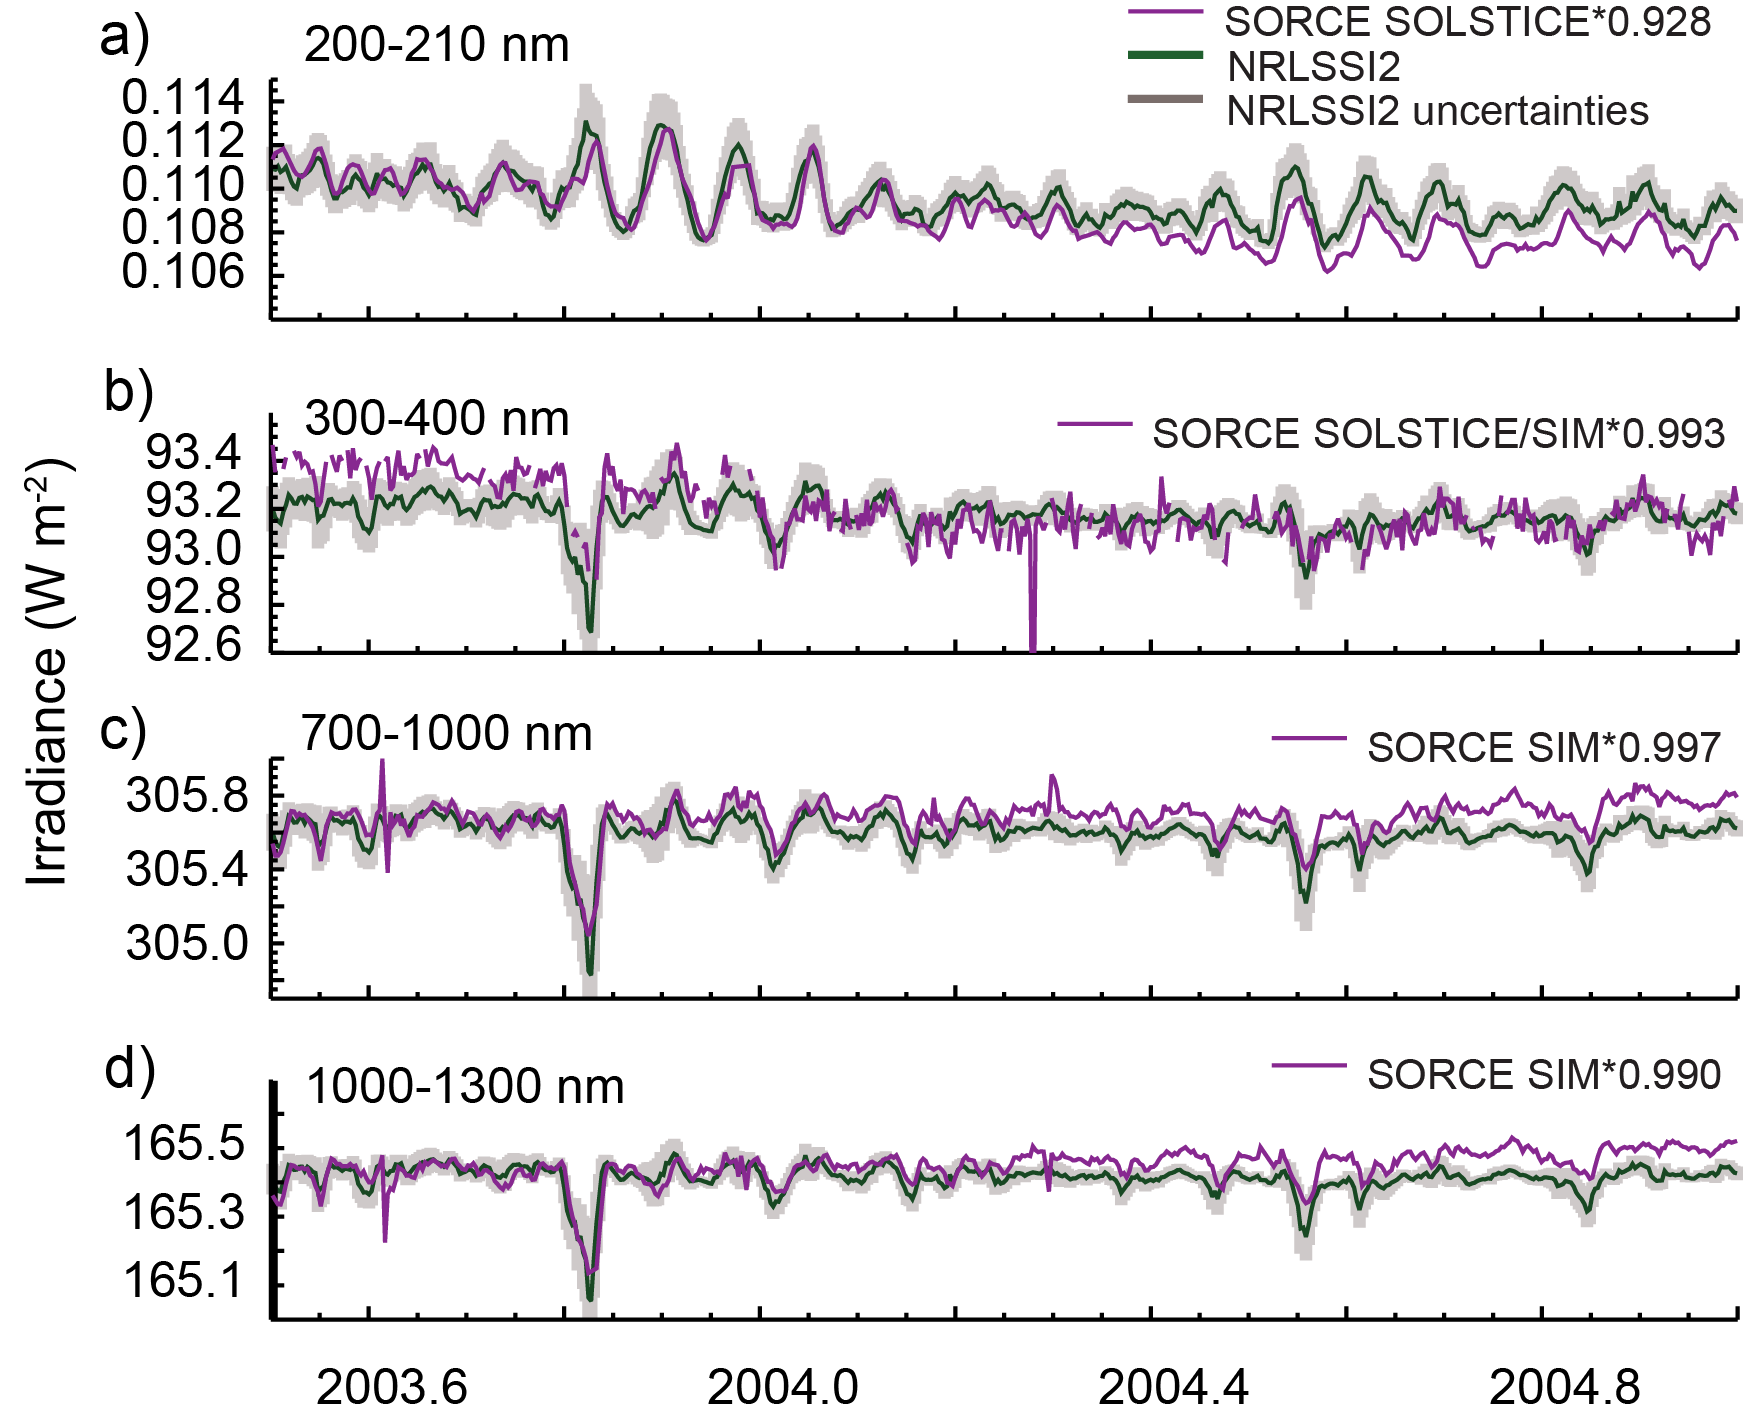 a)
200-210 nm
SORCE SOLSTICE*0.928
NRLSSI2
NRLSSI2 uncertainties
0.114
0.112
0.110
0.108
0.106
b)
300-400 nm
SORCE SOLSTICE/SIM*0.993
93.4
93.2
93.0
92.8
92.6
Irradiance (W m⁻²)
c)
700-1000 nm
SORCE SIM*0.997
305.8
305.4
305.0
d)
1000-1300 nm
SORCE SIM*0.990
165.5
165.3
165.1
2003.6 2004.0 2004.4 2004.8